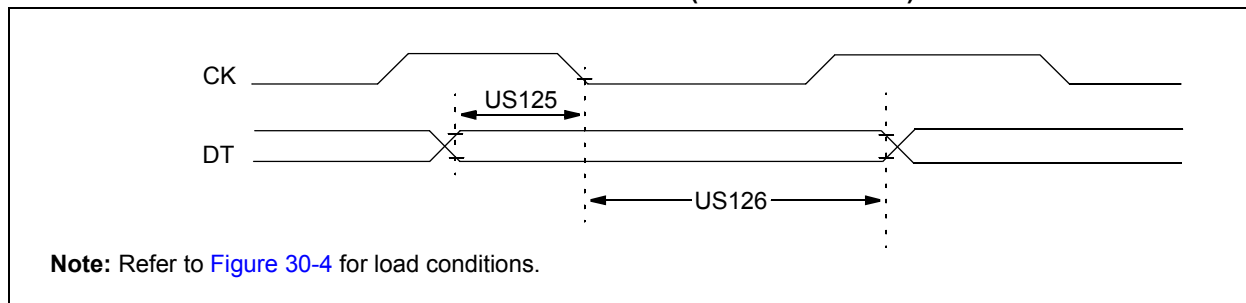 CK
US125
DT
US126
Note: Refer to Figure 30-4 for load conditions.